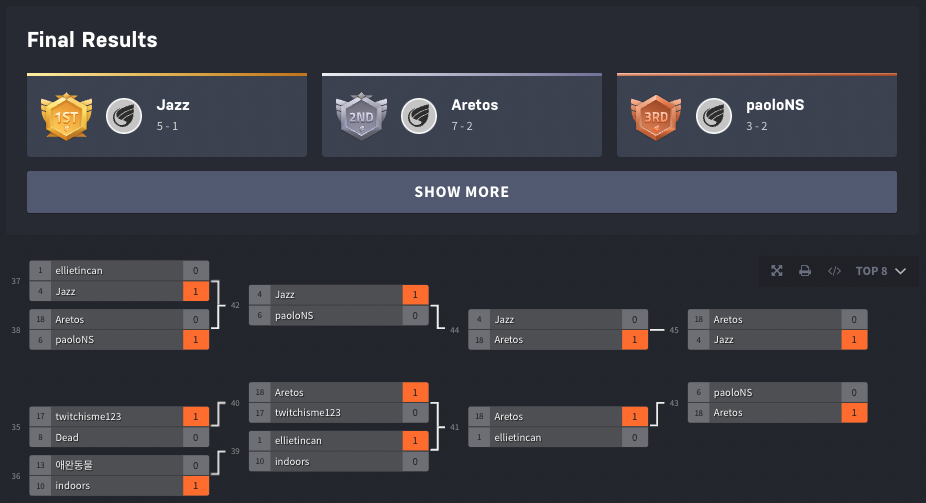 Final Results
1ST
Jazz
5 - 1
2ND
Aretos
7 - 2
3RD
paoloNS
3 - 2
SHOW MORE
</> TOP 8
37
1 ellietincan 0
4 Jazz 1
38
18 Aretos 0
6 paoloNS 1
42
4 Jazz 1
6 paoloNS 0
44
4 Jazz 0
18 Aretos 1
45
18 Aretos 0
4 Jazz 1
35
17 twitchisme123 1
8 Dead 0
36
13 애완동물 0
10 indoors 1
40
18 Aretos 1
17 twitchisme123 0
39
1 ellietincan 1
10 indoors 0
41
18 Aretos 1
1 ellietincan 0
43
6 paoloNS 0
18 Aretos 1